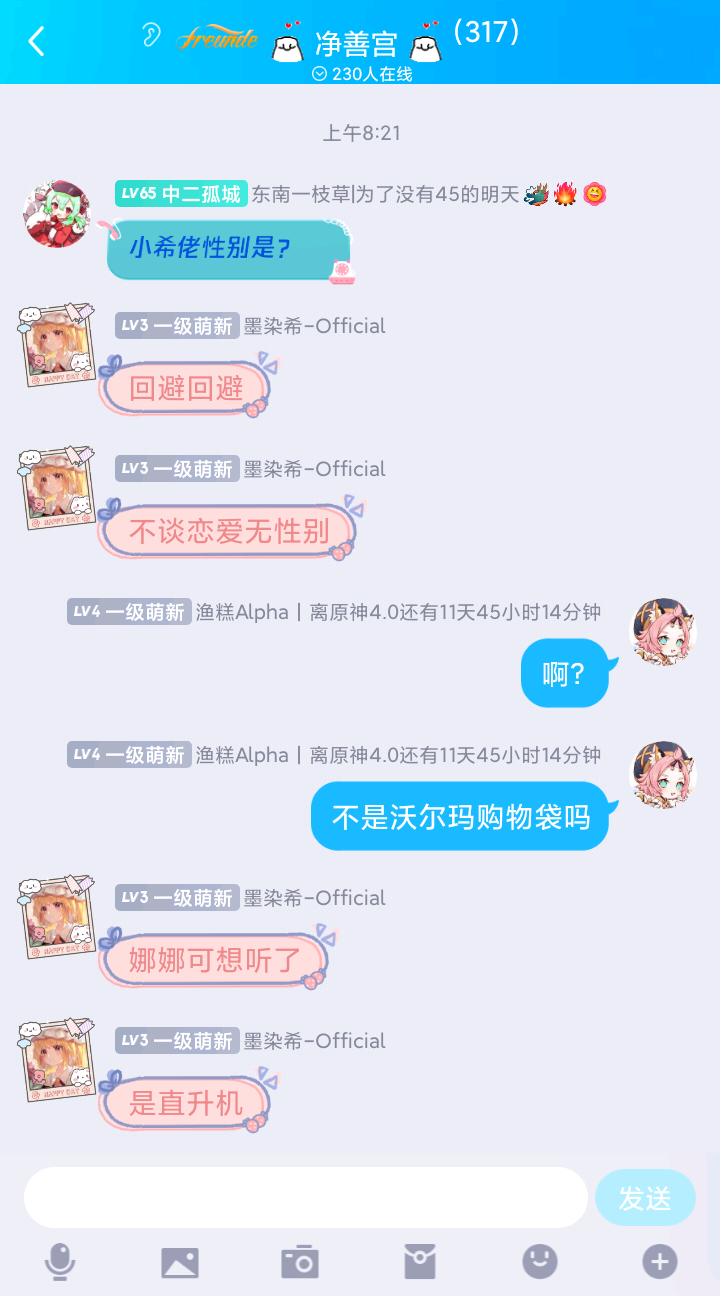 freunde 净善宫 (317)
230人在线
上午8:21
LV65 中二孤城 东南一枝草|为了没有45的明天
小希佬性别是?
LV3 一级萌新 墨染希-Official
回避回避
LV3 一级萌新 墨染希-Official
不谈恋爱无性别
LV4 一级萌新 渔糕Alpha丨离原神4.0还有11天45小时14分钟
啊?
LV4 一级萌新 渔糕Alpha丨离原神4.0还有11天45小时14分钟
不是沃尔玛购物袋吗
LV3 一级萌新 墨染希-Official
娜娜可想听了
LV3 一级萌新 墨染希-Official
是直升机
发送